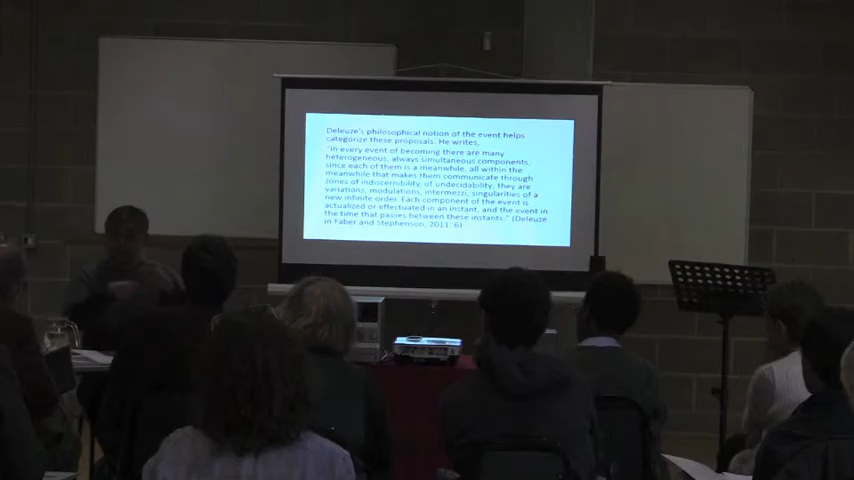 Deleuze's philosophical notion of the event helps
categorize these proposals. He writes,
"In every event of becoming there are many
heterogeneous, always simultaneous components,
since each of them is a meanwhile, all within the
meanwhile that makes them communicate through
zones of indiscernibility, of undecidability, they are
variations, modulations, intermezzi, singularities of a
new infinite order. Each component of the event is
actualized or effectuated in an instant, and the event in
the time that passes between these instants." (Deleuze
in Faber and Stephenson, 2011: 6)